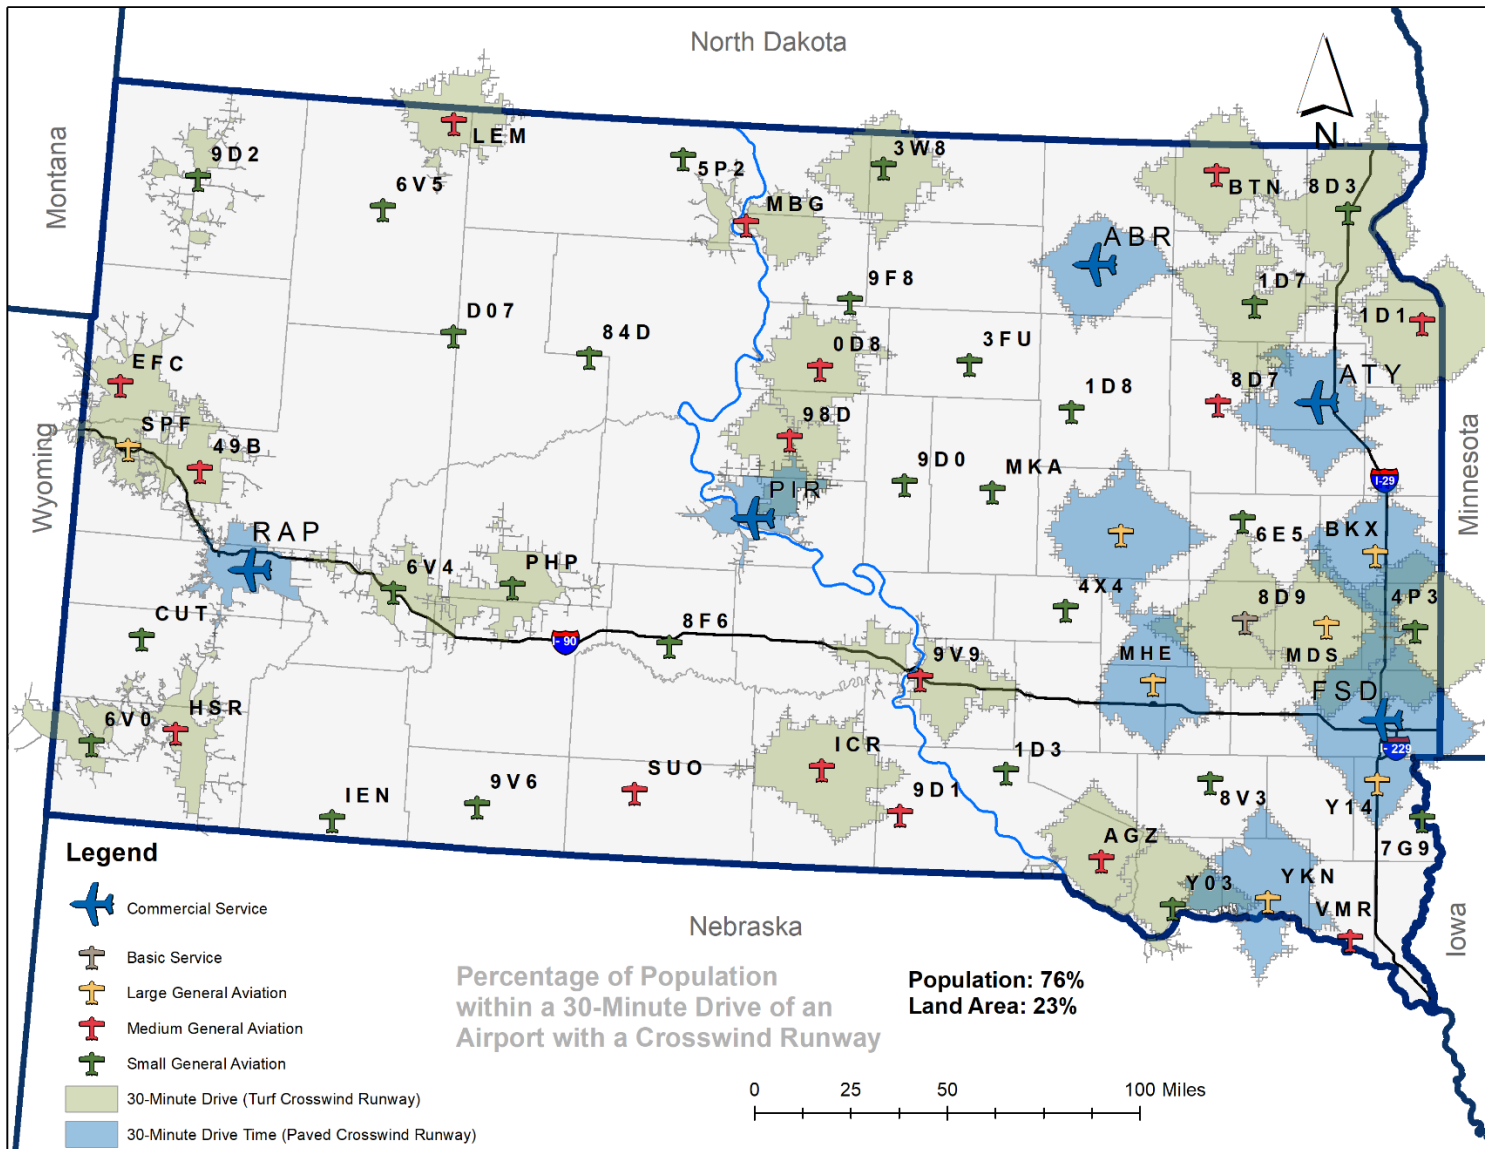 North Dakota
Montana
N
LEM
9D2
6V5
5P2
3W8
MBG
BTN
8D3
ABR
9F8
1D7
1D1
D07
84D
0D8
3FU
EFC
1D8
8D7
ATY
SPF
49B
98D
Wyoming
9D0
MKA
PIR
I-29
Minnesota
RAP
6E5
BKX
6V4
PHP
CUT
8F6
4X4
8D9
4P3
I- 90
9V9
MHE
MDS
FSD
6V0
HSR
ICR
1D3
I- 229
IEN
9V6
SUO
9D1
8V3
Y14
7G9
AGZ
Y03
YKN
VMR
Iowa
Nebraska
Legend
Commercial Service
Basic Service
Large General Aviation
Medium General Aviation
Small General Aviation
30-Minute Drive (Turf Crosswind Runway)
30-Minute Drive Time (Paved Crosswind Runway)
Percentage of Population
within a 30-Minute Drive of an
Airport with a Crosswind Runway
Population: 76%
Land Area: 23%
0 25 50 100 Miles